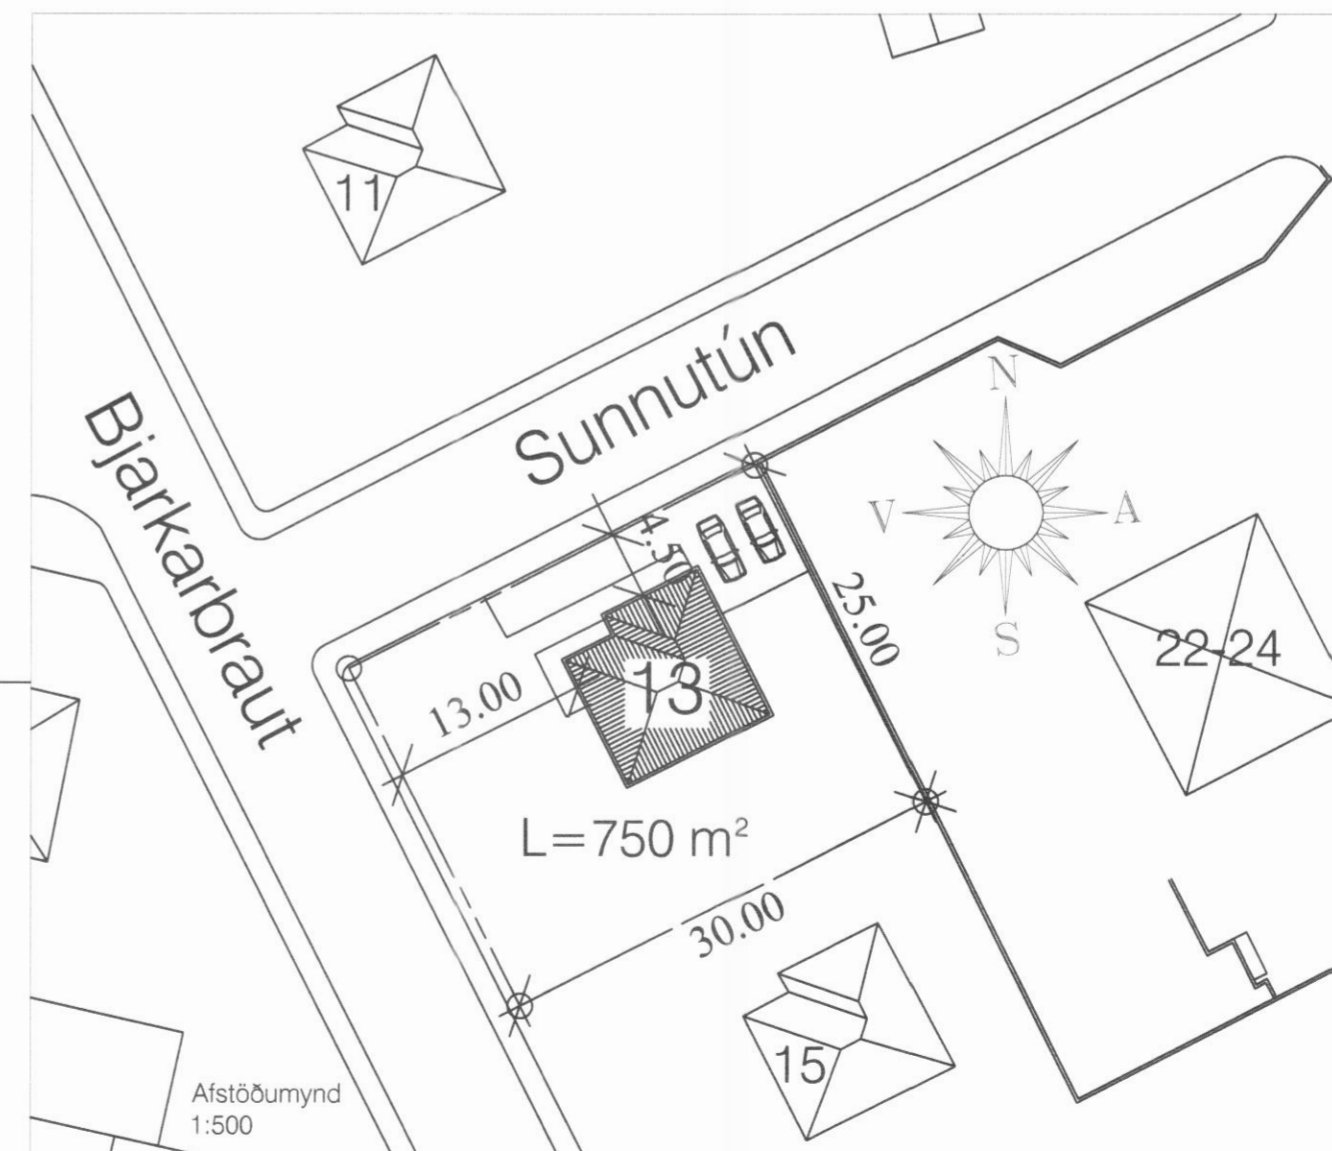 11
Sunnutún
Bjarkarbraut
N
V
A
S
4.50
25.00
22-24
13.00
13
L=750 m²
30.00
15
Afstöðumynd
1:500